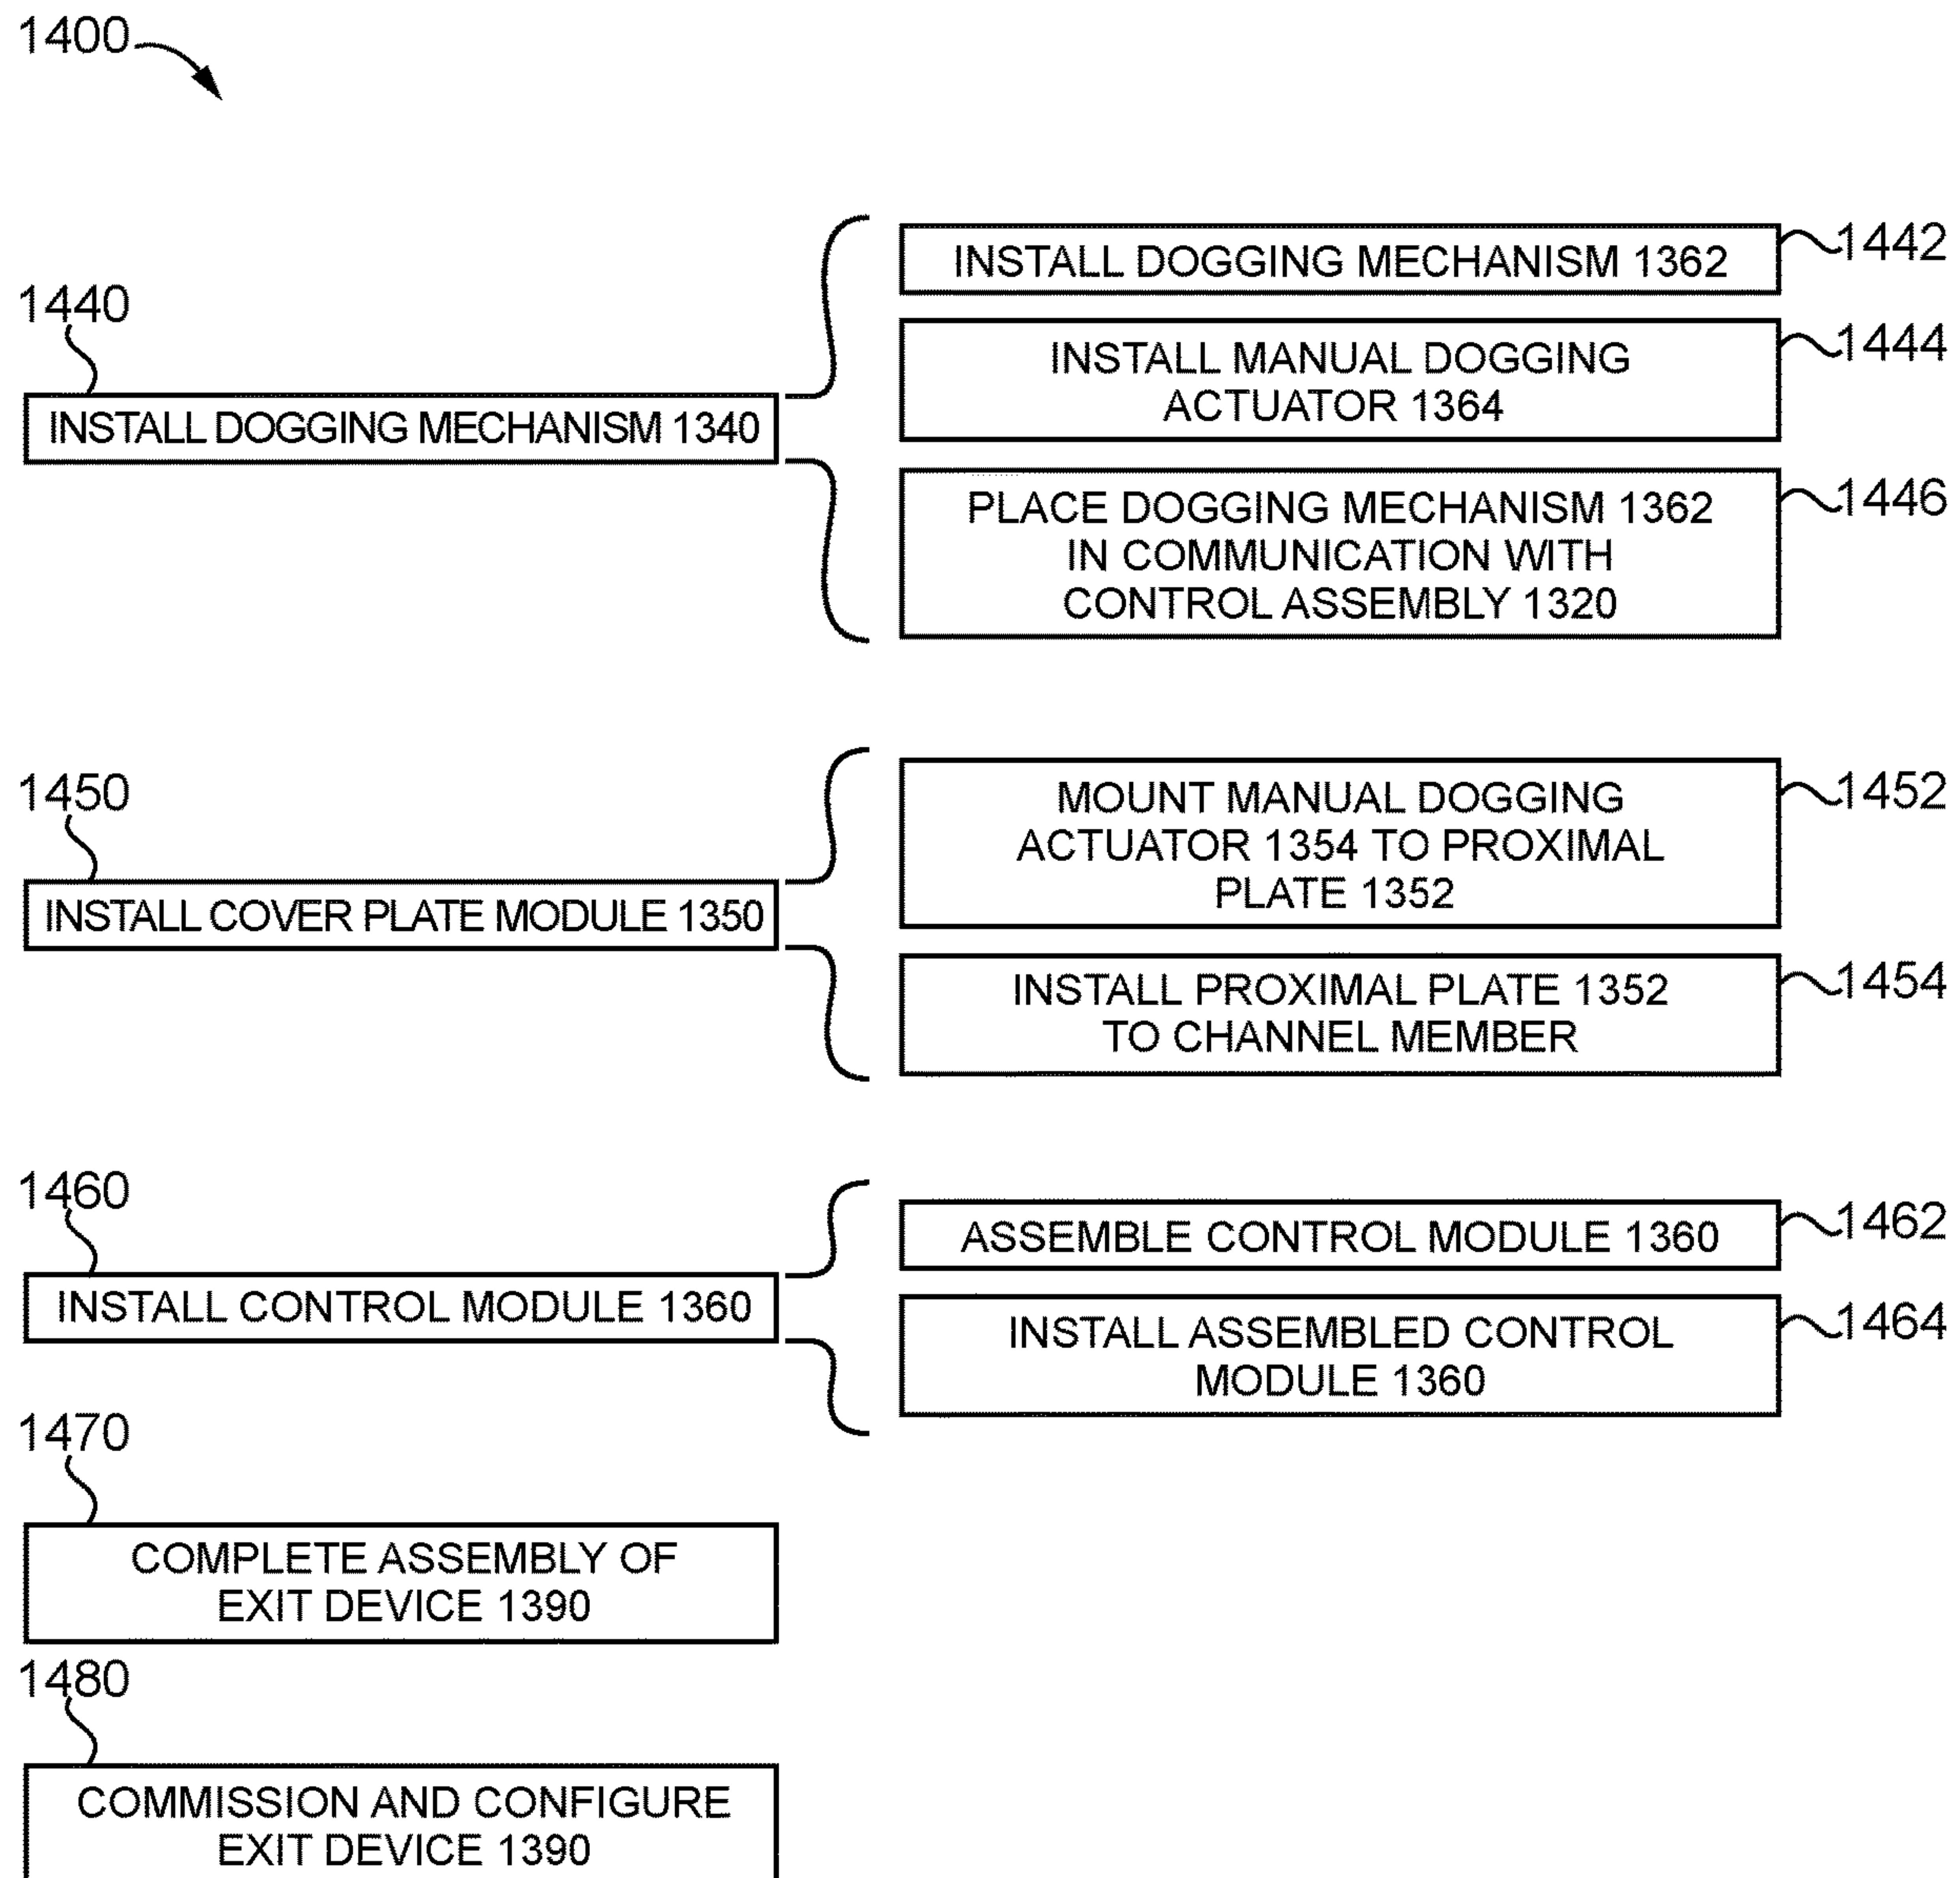 1400
1440
INSTALL DOGGING MECHANISM 1340
INSTALL DOGGING MECHANISM 1362
1442
INSTALL MANUAL DOGGING
ACTUATOR 1364
1444
PLACE DOGGING MECHANISM 1362
IN COMMUNICATION WITH
CONTROL ASSEMBLY 1320
1446
1450
INSTALL COVER PLATE MODULE 1350
MOUNT MANUAL DOGGING
ACTUATOR 1354 TO PROXIMAL
PLATE 1352
1452
INSTALL PROXIMAL PLATE 1352
TO CHANNEL MEMBER
1454
1460
INSTALL CONTROL MODULE 1360
ASSEMBLE CONTROL MODULE 1360
1462
INSTALL ASSEMBLED CONTROL
MODULE 1360
1464
1470
COMPLETE ASSEMBLY OF
EXIT DEVICE 1390
1480
COMMISSION AND CONFIGURE
EXIT DEVICE 1390